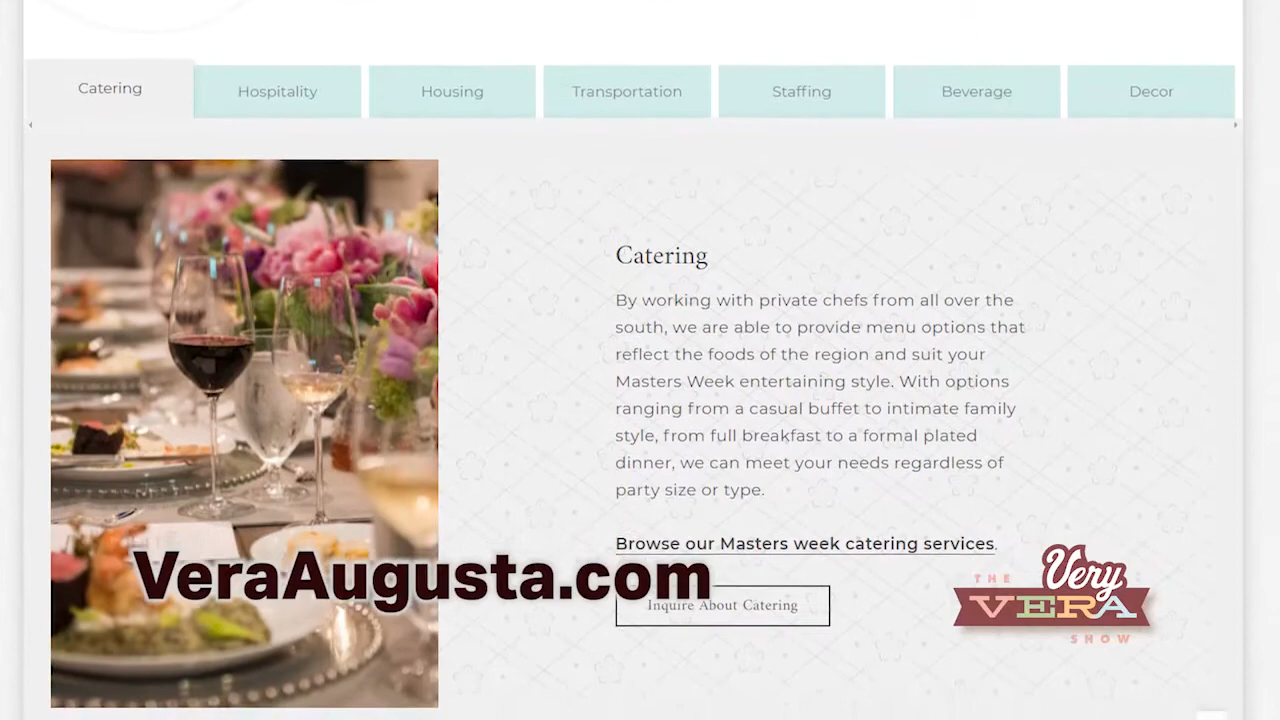 Catering
Hospitality
Housing
Transportation
Staffing
Beverage
Decor
Catering
By working with private chefs from all over the
south, we are able to provide menu options that
reflect the foods of the region and suit your
Masters Week entertaining style. With options
ranging from a casual buffet to intimate family
style, from full breakfast to a formal plated
dinner, we can meet your needs regardless of
party size or type.
Browse our Masters week catering services.
VeraAugusta.com
Inquire About Catering
THE
Very
VERA
SHOW